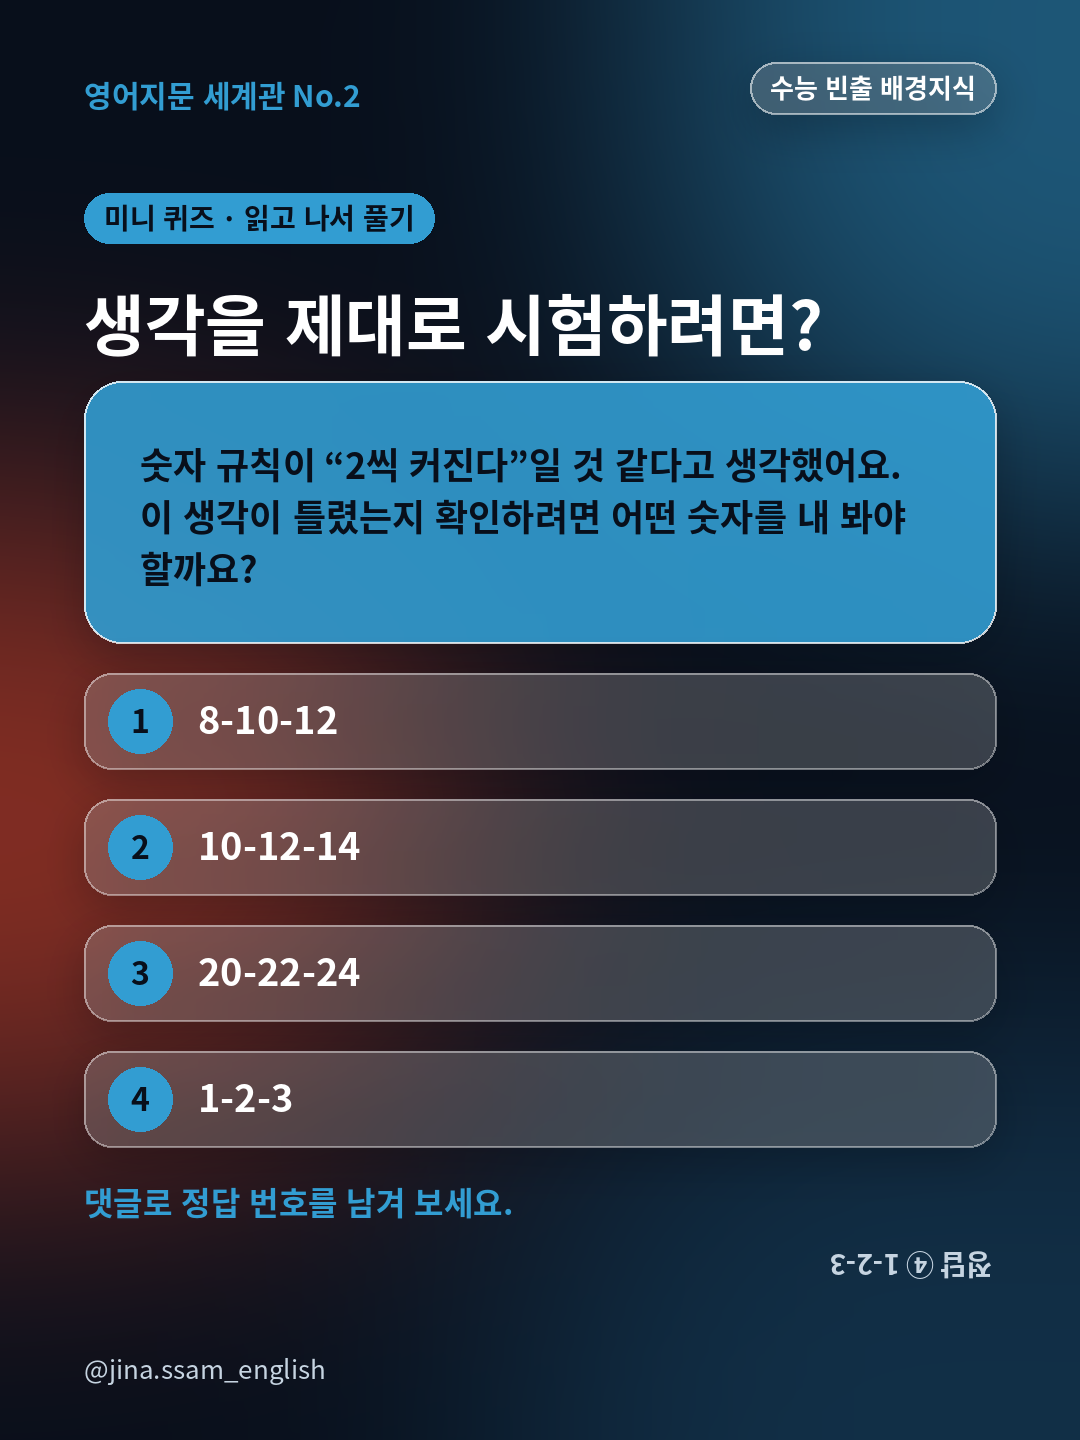 영어지문 세계관 No.2
수능 빈출 배경지식
미니 퀴즈 · 읽고 나서 풀기
생각을 제대로 시험하려면?
숫자 규칙이 “2씩 커진다”일 것 같다고 생각했어요.
이 생각이 틀렸는지 확인하려면 어떤 숫자를 내 봐야
할까요?
1 8-10-12
2 10-12-14
3 20-22-24
4 1-2-3
댓글로 정답 번호를 남겨 보세요.
정답 ④ 1-2-3
@jina.ssam_english